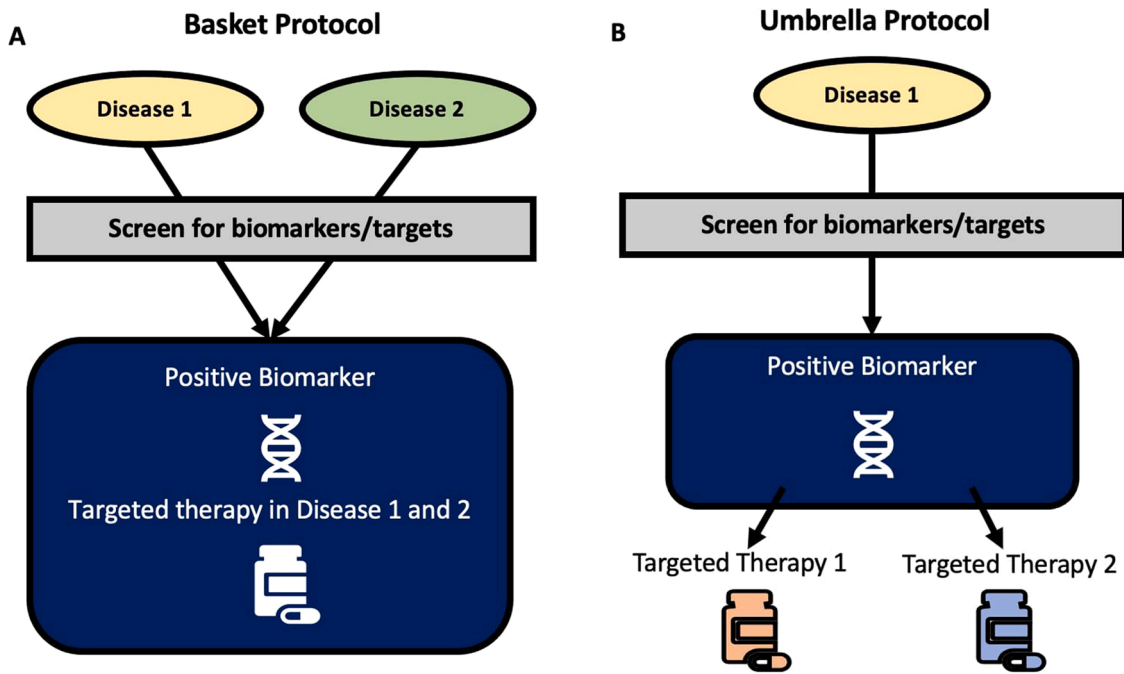 A
Basket Protocol
Disease 1
Disease 2
Screen for biomarkers/targets
Positive Biomarker
Targeted therapy in Disease 1 and 2
B
Umbrella Protocol
Disease 1
Screen for biomarkers/targets
Positive Biomarker
Targeted Therapy 1
Targeted Therapy 2